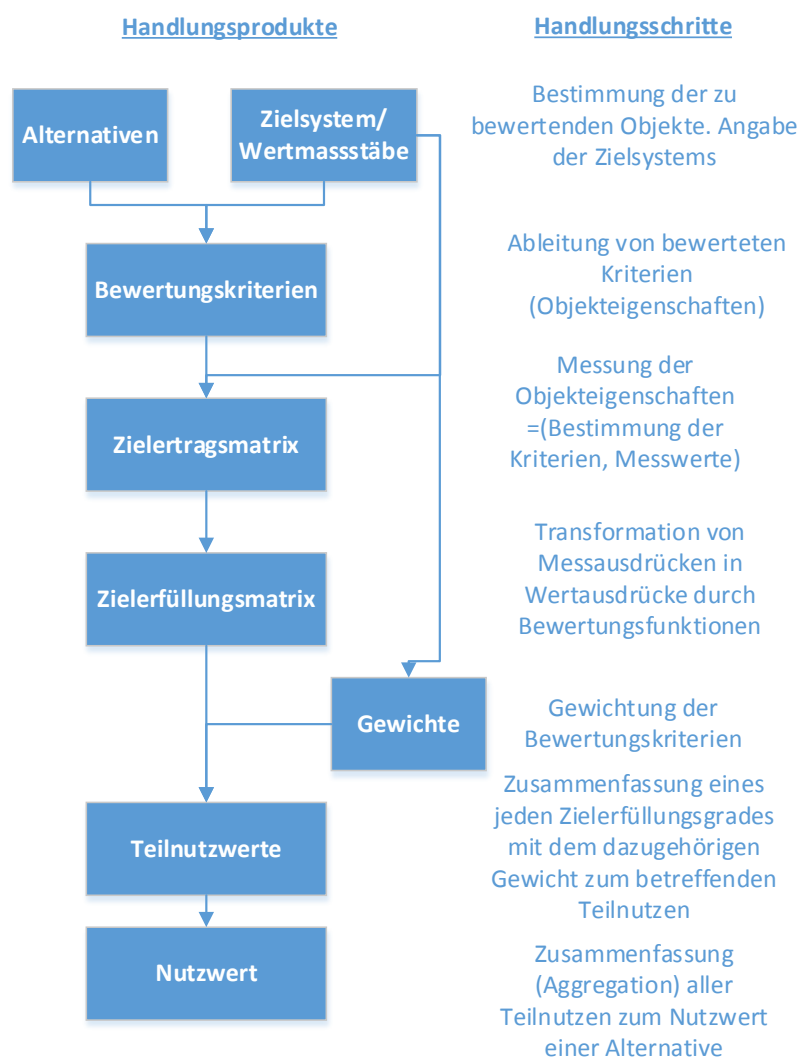 Handlungsprodukte
Handlungsschritte
Alternativen
Zielsystem/
Wertmassstäbe
Bestimmung der zu
bewertenden Objekte. Angabe
der Zielsystems
Bewertungskriterien
Ableitung von bewerteten
Kriterien
(Objekteigenschaften)
Zielertragsmatrix
Messung der
Objekteigenschaften
=(Bestimmung der
Kriterien, Messwerte)
Zielerfüllungsmatrix
Transformation von
Messausdrücken in
Wertausdrücke durch
Bewertungsfunktionen
Gewichte
Gewichtung der
Bewertungskriterien
Teilnutzwerte
Zusammenfassung eines
jeden Zielerfüllungsgrades
mit dem dazugehörigen
Gewicht zum betreffenden
Teilnutzen
Nutzwert
Zusammenfassung
(Aggregation) aller
Teilnutzen zum Nutzwert
einer Alternative